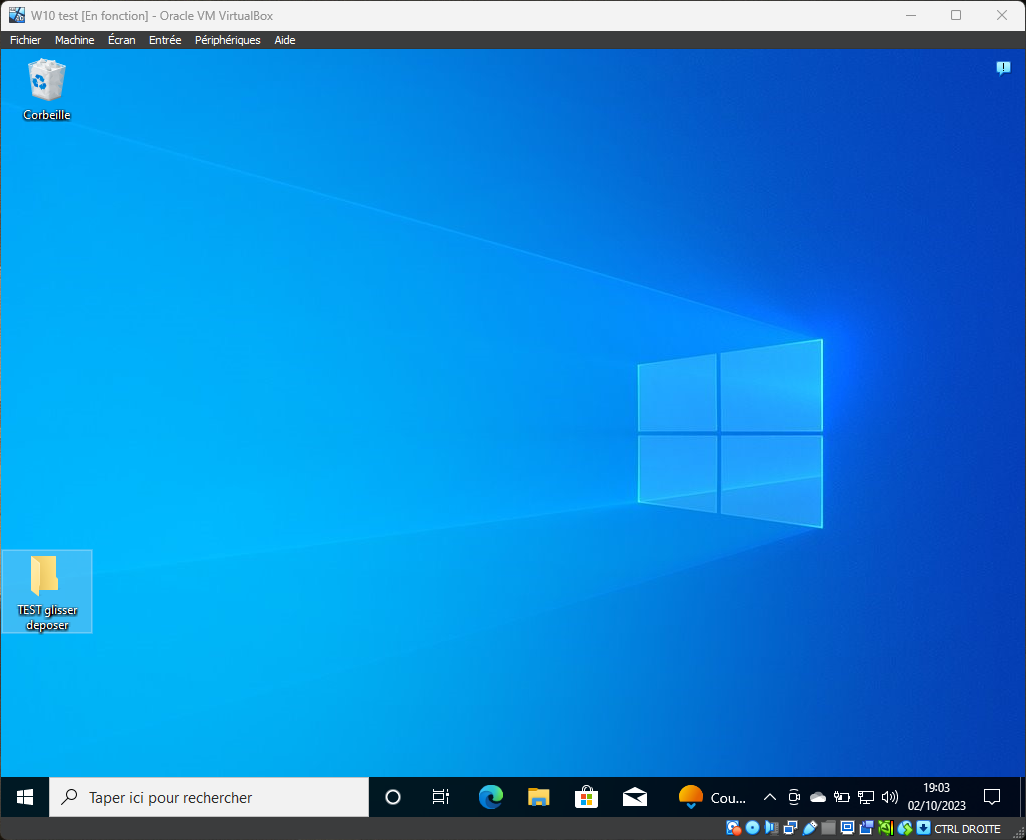 W10 test [En fonction] - Oracle VM VirtualBox
Fichier Machine Écran Entrée Périphériques Aide
Corbeille
TEST glisser
deposer
Taper ici pour rechercher
Cou...
19:03
02/10/2023
CTRL DROITE